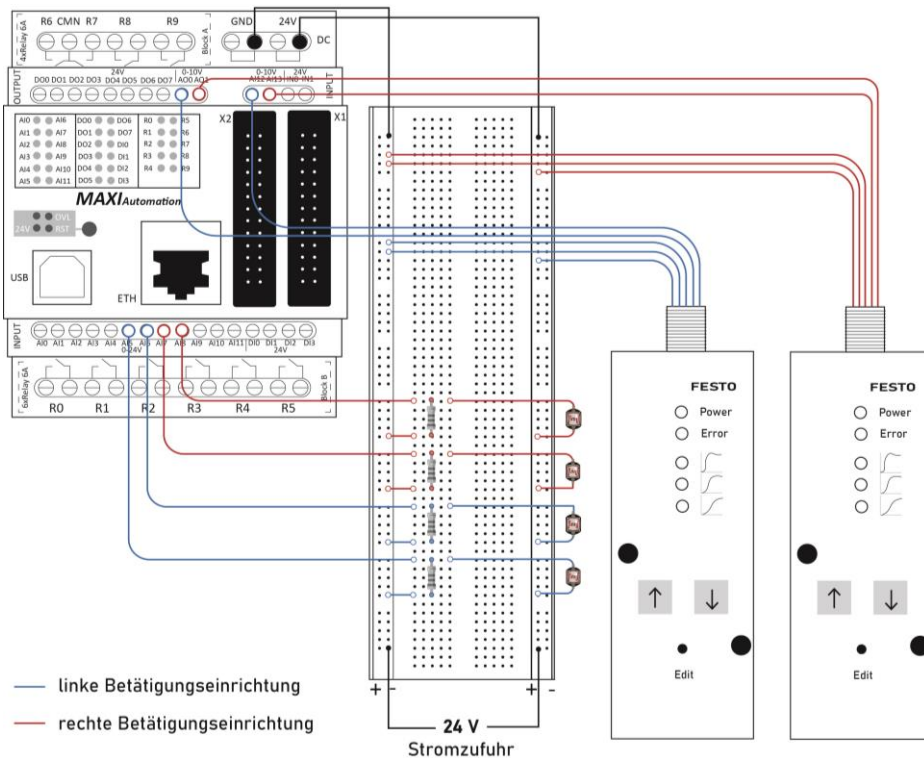 R6 CMN R7 R8 R9
GND 24V
4xRelay 6A
Block A
DC
24V 0-10V 0-10V 24V
OUTPUT
DO0 DO1 DO2 DO3 DO4 DO5 DO6 DO7 AO0 AO1
AI12 AI13 IN0 IN1
INPUT
X2 X1
AI0 AI6 DO0 DO6 R0 R5
AI1 AI7 DO1 DO7 R1 R6
AI2 AI8 DO2 DI0 R2 R7
AI3 AI9 DO3 DI1 R3 R8
AI4 AI10 DO4 DI2 R4 R9
AI5 AI11 DO5 DI3
MAXI Automation
OVL
24V RST
USB
ETH
INPUT
AI0 AI1 AI2 AI3 AI4 AI5 AI6 AI7 AI8 AI9 AI10 AI11 DI0 DI1 DI2 DI3
0-24V 24V
6xRelay 6A
Block B
R0 R1 R2 R3 R4 R5
FESTO
Power
Error
Edit
FESTO
Power
Error
Edit
linke Betätigungseinrichtung
rechte Betätigungseinrichtung
+ - + -
24 V
Stromzufuhr